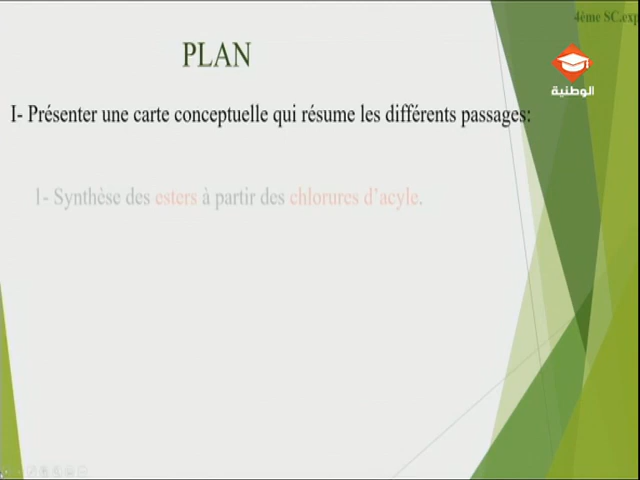 4ème SC.exp
PLAN
الوطنية
I- Présenter une carte conceptuelle qui résume les différents passages:
1- Synthèse des esters à partir des chlorures d'acyle.